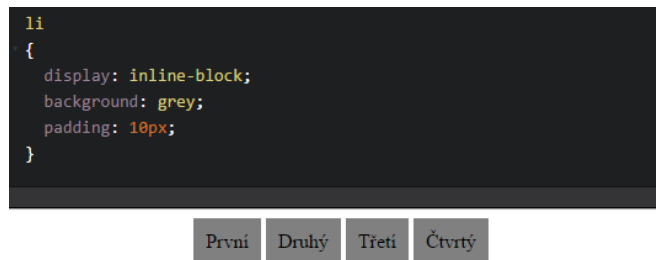 li
{
  display: inline-block;
  background: grey;
  padding: 10px;
}
První Druhý Třetí Čtvrtý